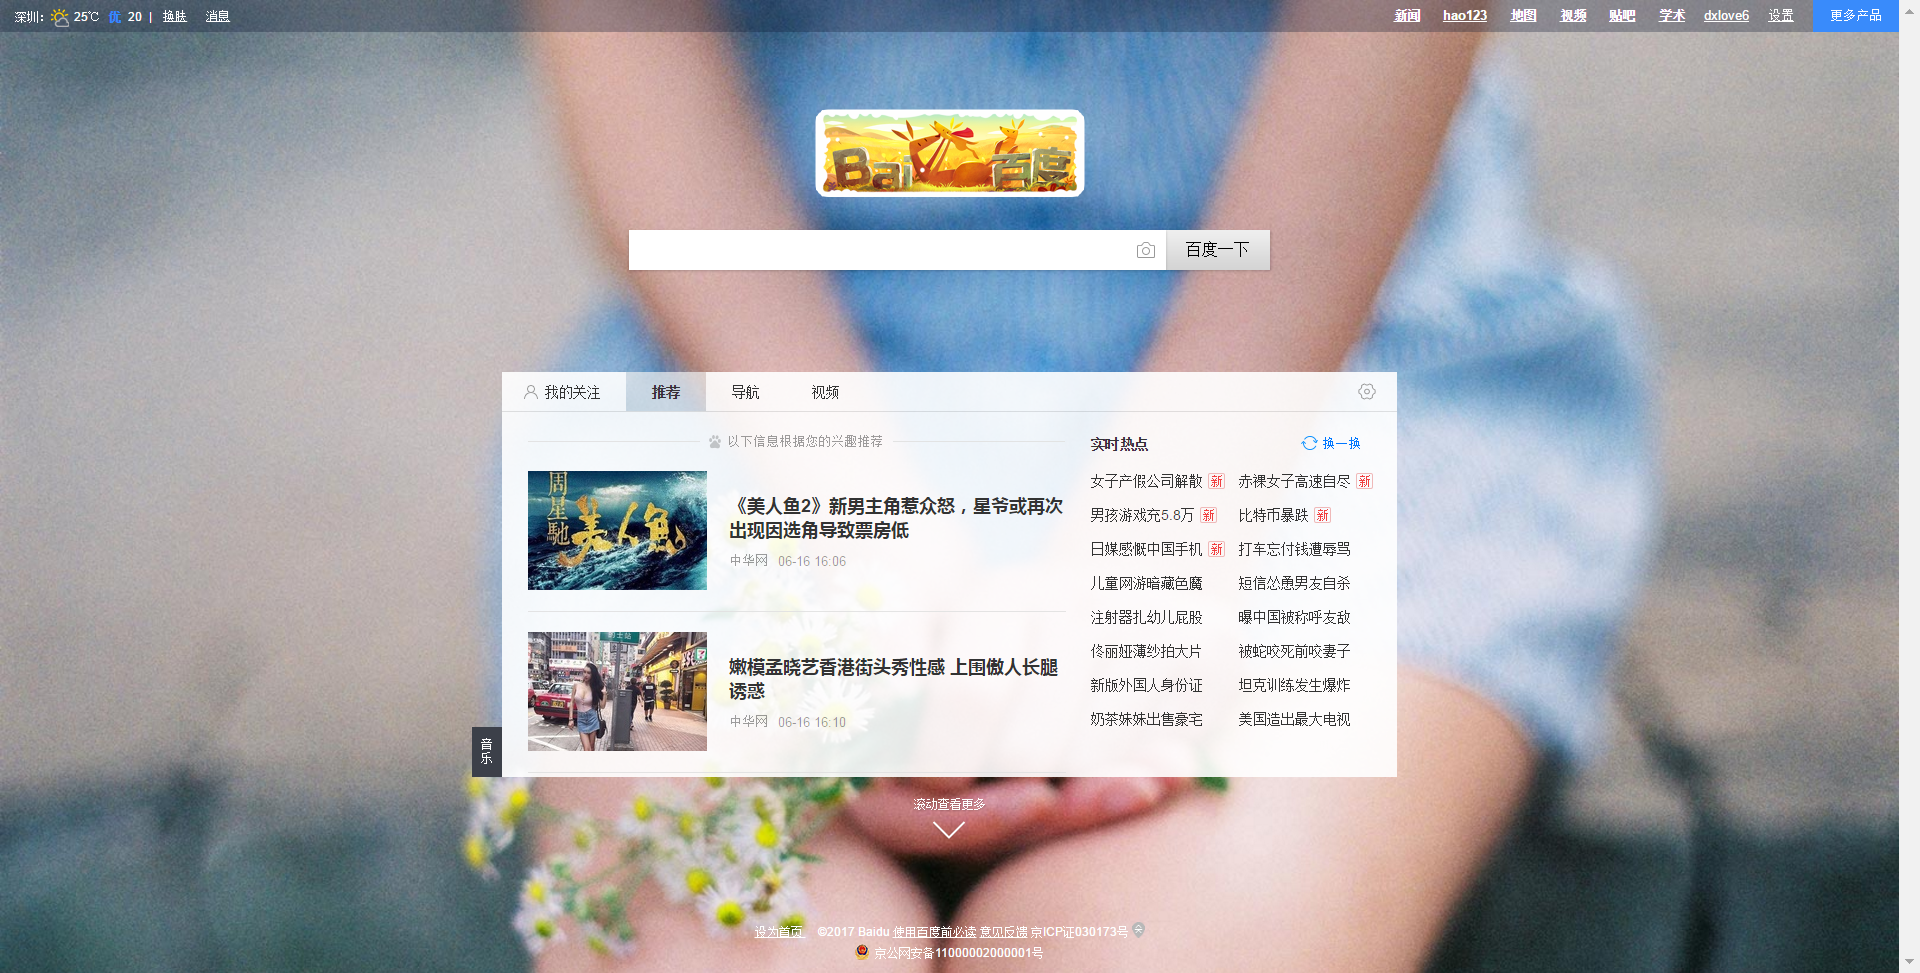 深圳： 25℃ 优 20 | 换肤 消息
新闻 hao123 地图 视频 贴吧 学术 dxlove6 设置 更多产品
Bai 百度
百度一下
我的关注 推荐 导航 视频
以下信息根据您的兴趣推荐
周星馳
美人鱼
《美人鱼2》新男主角惹众怒，星爷或再次
出现因选角导致票房低
中华网 06-16 16:06
嫩模孟晓艺香港街头秀性感 上围傲人长腿
诱惑
中华网 06-16 16:10
实时热点 换一换
女子产假公司解散 新 赤裸女子高速自尽 新
男孩游戏充5.8万 新 比特币暴跌 新
日媒感慨中国手机 新 打车忘付钱遭辱骂
儿童网游暗藏色魔 短信怂恿男友自杀
注射器扎幼儿屁股 曝中国被称呼友敌
佟丽娅薄纱拍大片 被蛇咬死前咬妻子
新版外国人身份证 坦克训练发生爆炸
奶茶妹妹出售豪宅 美国造出最大电视
音乐
滚动查看更多
设为首页 ©2017 Baidu 使用百度前必读 意见反馈 京ICP证030173号
京公网安备11000002000001号